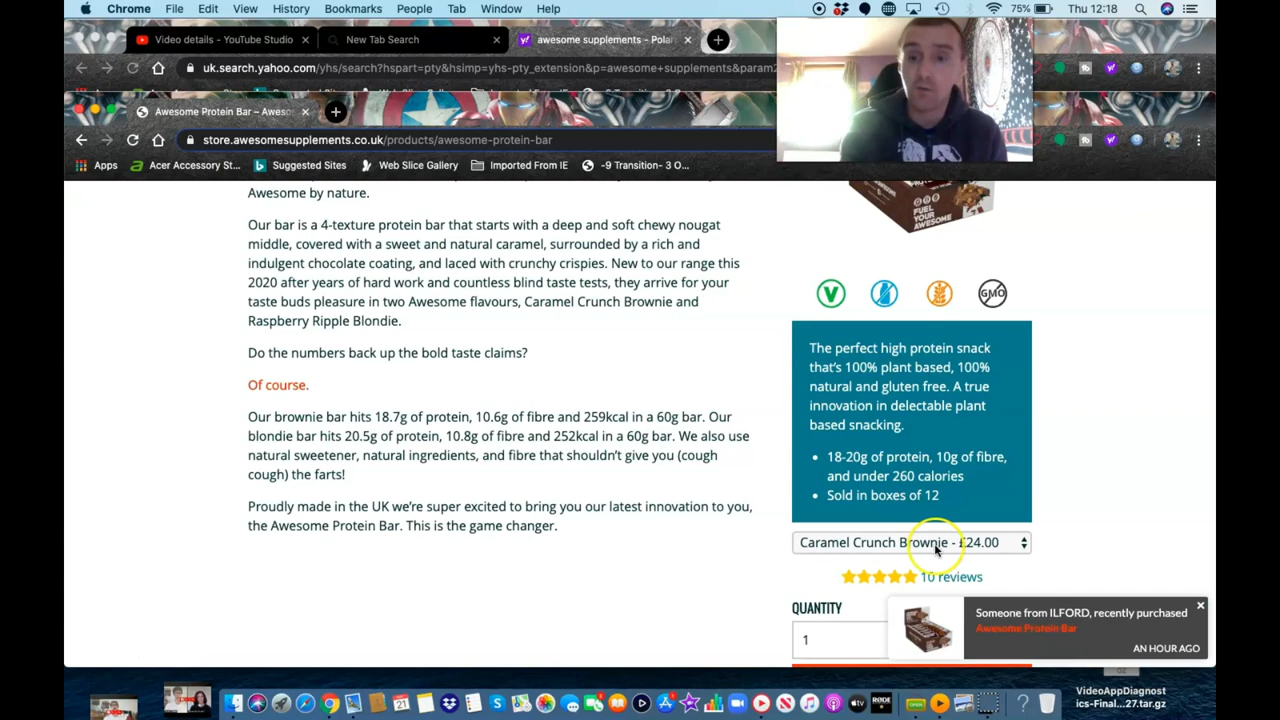 Chrome File Edit View History Bookmarks People Tab Window Help 75% Thu 12:18
Video details - YouTube Studio New Tab Search awesome supplements - Polar
uk.search.yahoo.com/yhs/search?hspart=pty&hsimp=yhs-pty_extension&p=awesome+supplements&param2
Awesome Protein Bar – Aweso
store.awesomesupplements.co.uk/products/awesome-protein-bar
Apps Acer Accessory St... Suggested Sites Web Slice Gallery Imported From IE -9 Transition- 3 O...
Awesome by nature.
Our bar is a 4-texture protein bar that starts with a deep and soft chewy nougat
middle, covered with a sweet and natural caramel, surrounded by a rich and
indulgent chocolate coating, and laced with crunchy crispies. New to our range this
2020 after years of hard work and countless blind taste tests, they arrive for your
taste buds pleasure in two Awesome flavours, Caramel Crunch Brownie and
Raspberry Ripple Blondie.
Do the numbers back up the bold taste claims?
Of course.
Our brownie bar hits 18.7g of protein, 10.6g of fibre and 259kcal in a 60g bar. Our
blondie bar hits 20.5g of protein, 10.8g of fibre and 252kcal in a 60g bar. We also use
natural sweetener, natural ingredients, and fibre that shouldn't give you (cough
cough) the farts!
Proudly made in the UK we're super excited to bring you our latest innovation to you,
the Awesome Protein Bar. This is the game changer.
FUEL
YOUR
AWESOME
V
GMO
The perfect high protein snack
that's 100% plant based, 100%
natural and gluten free. A true
innovation in delectable plant
based snacking.
• 18-20g of protein, 10g of fibre,
and under 260 calories
• Sold in boxes of 12
Caramel Crunch Brownie - £24.00
10 reviews
QUANTITY
1
Someone from ILFORD, recently purchased
Awesome Protein Bar
AN HOUR AGO
VideoAppDiagnost
ics-Final...27.tar.gz